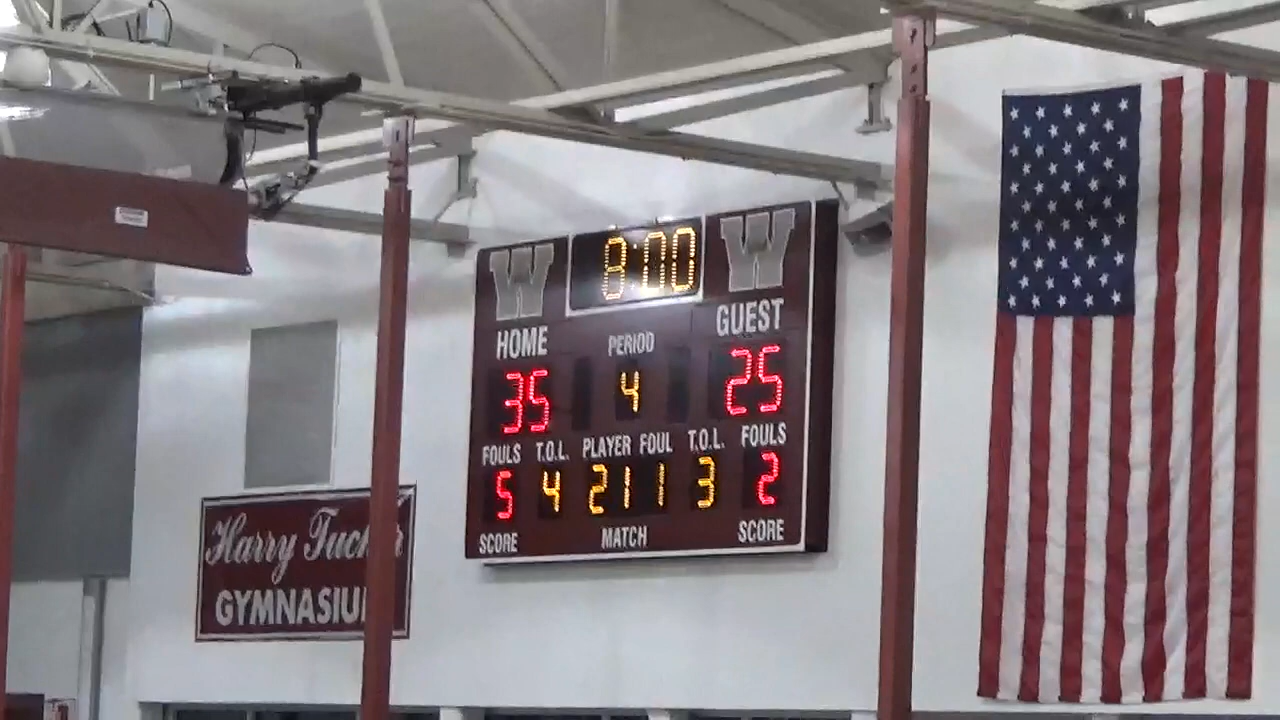 W 8:00 W
HOME PERIOD GUEST
35 4 25
FOULS T.O.L. PLAYER FOUL T.O.L. FOULS
5 4 21 1 3 2
SCORE MATCH SCORE
Harry
GYMNASIU